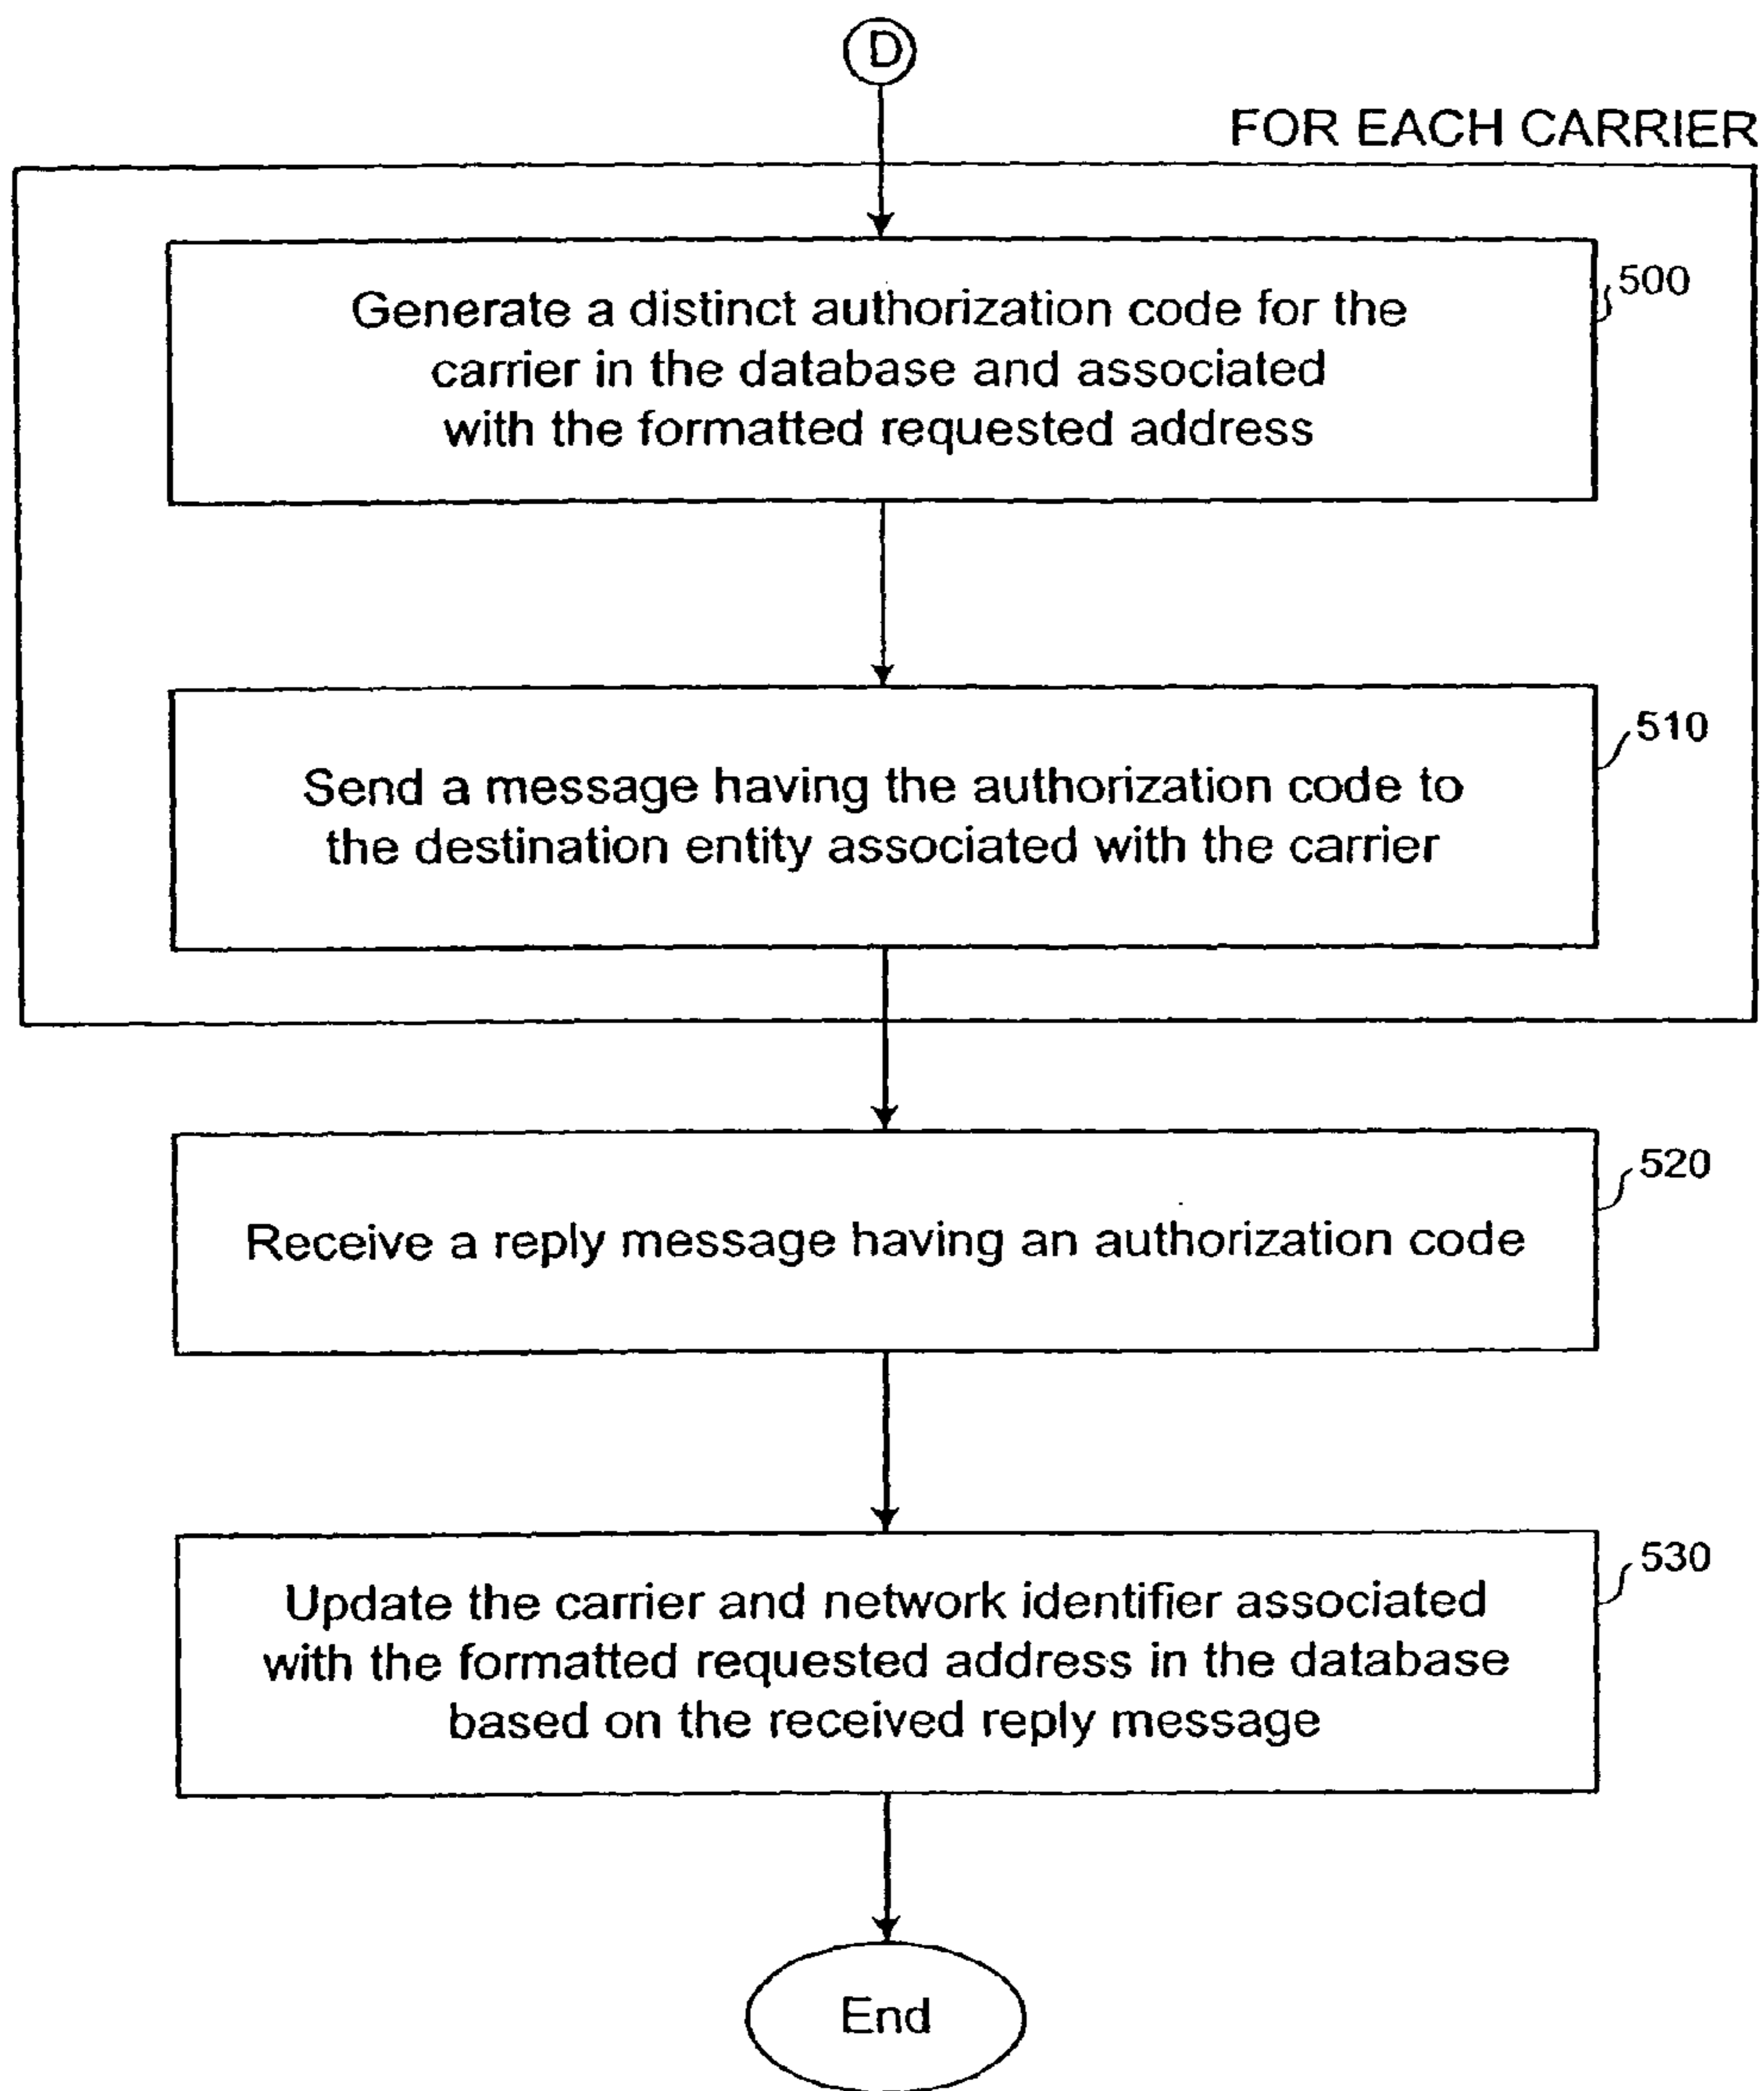 D
FOR EACH CARRIER
500
Generate a distinct authorization code for the
carrier in the database and associated
with the formatted requested address
510
Send a message having the authorization code to
the destination entity associated with the carrier
520
Receive a reply message having an authorization code
530
Update the carrier and network identifier associated
with the formatted requested address in the database
based on the received reply message
End